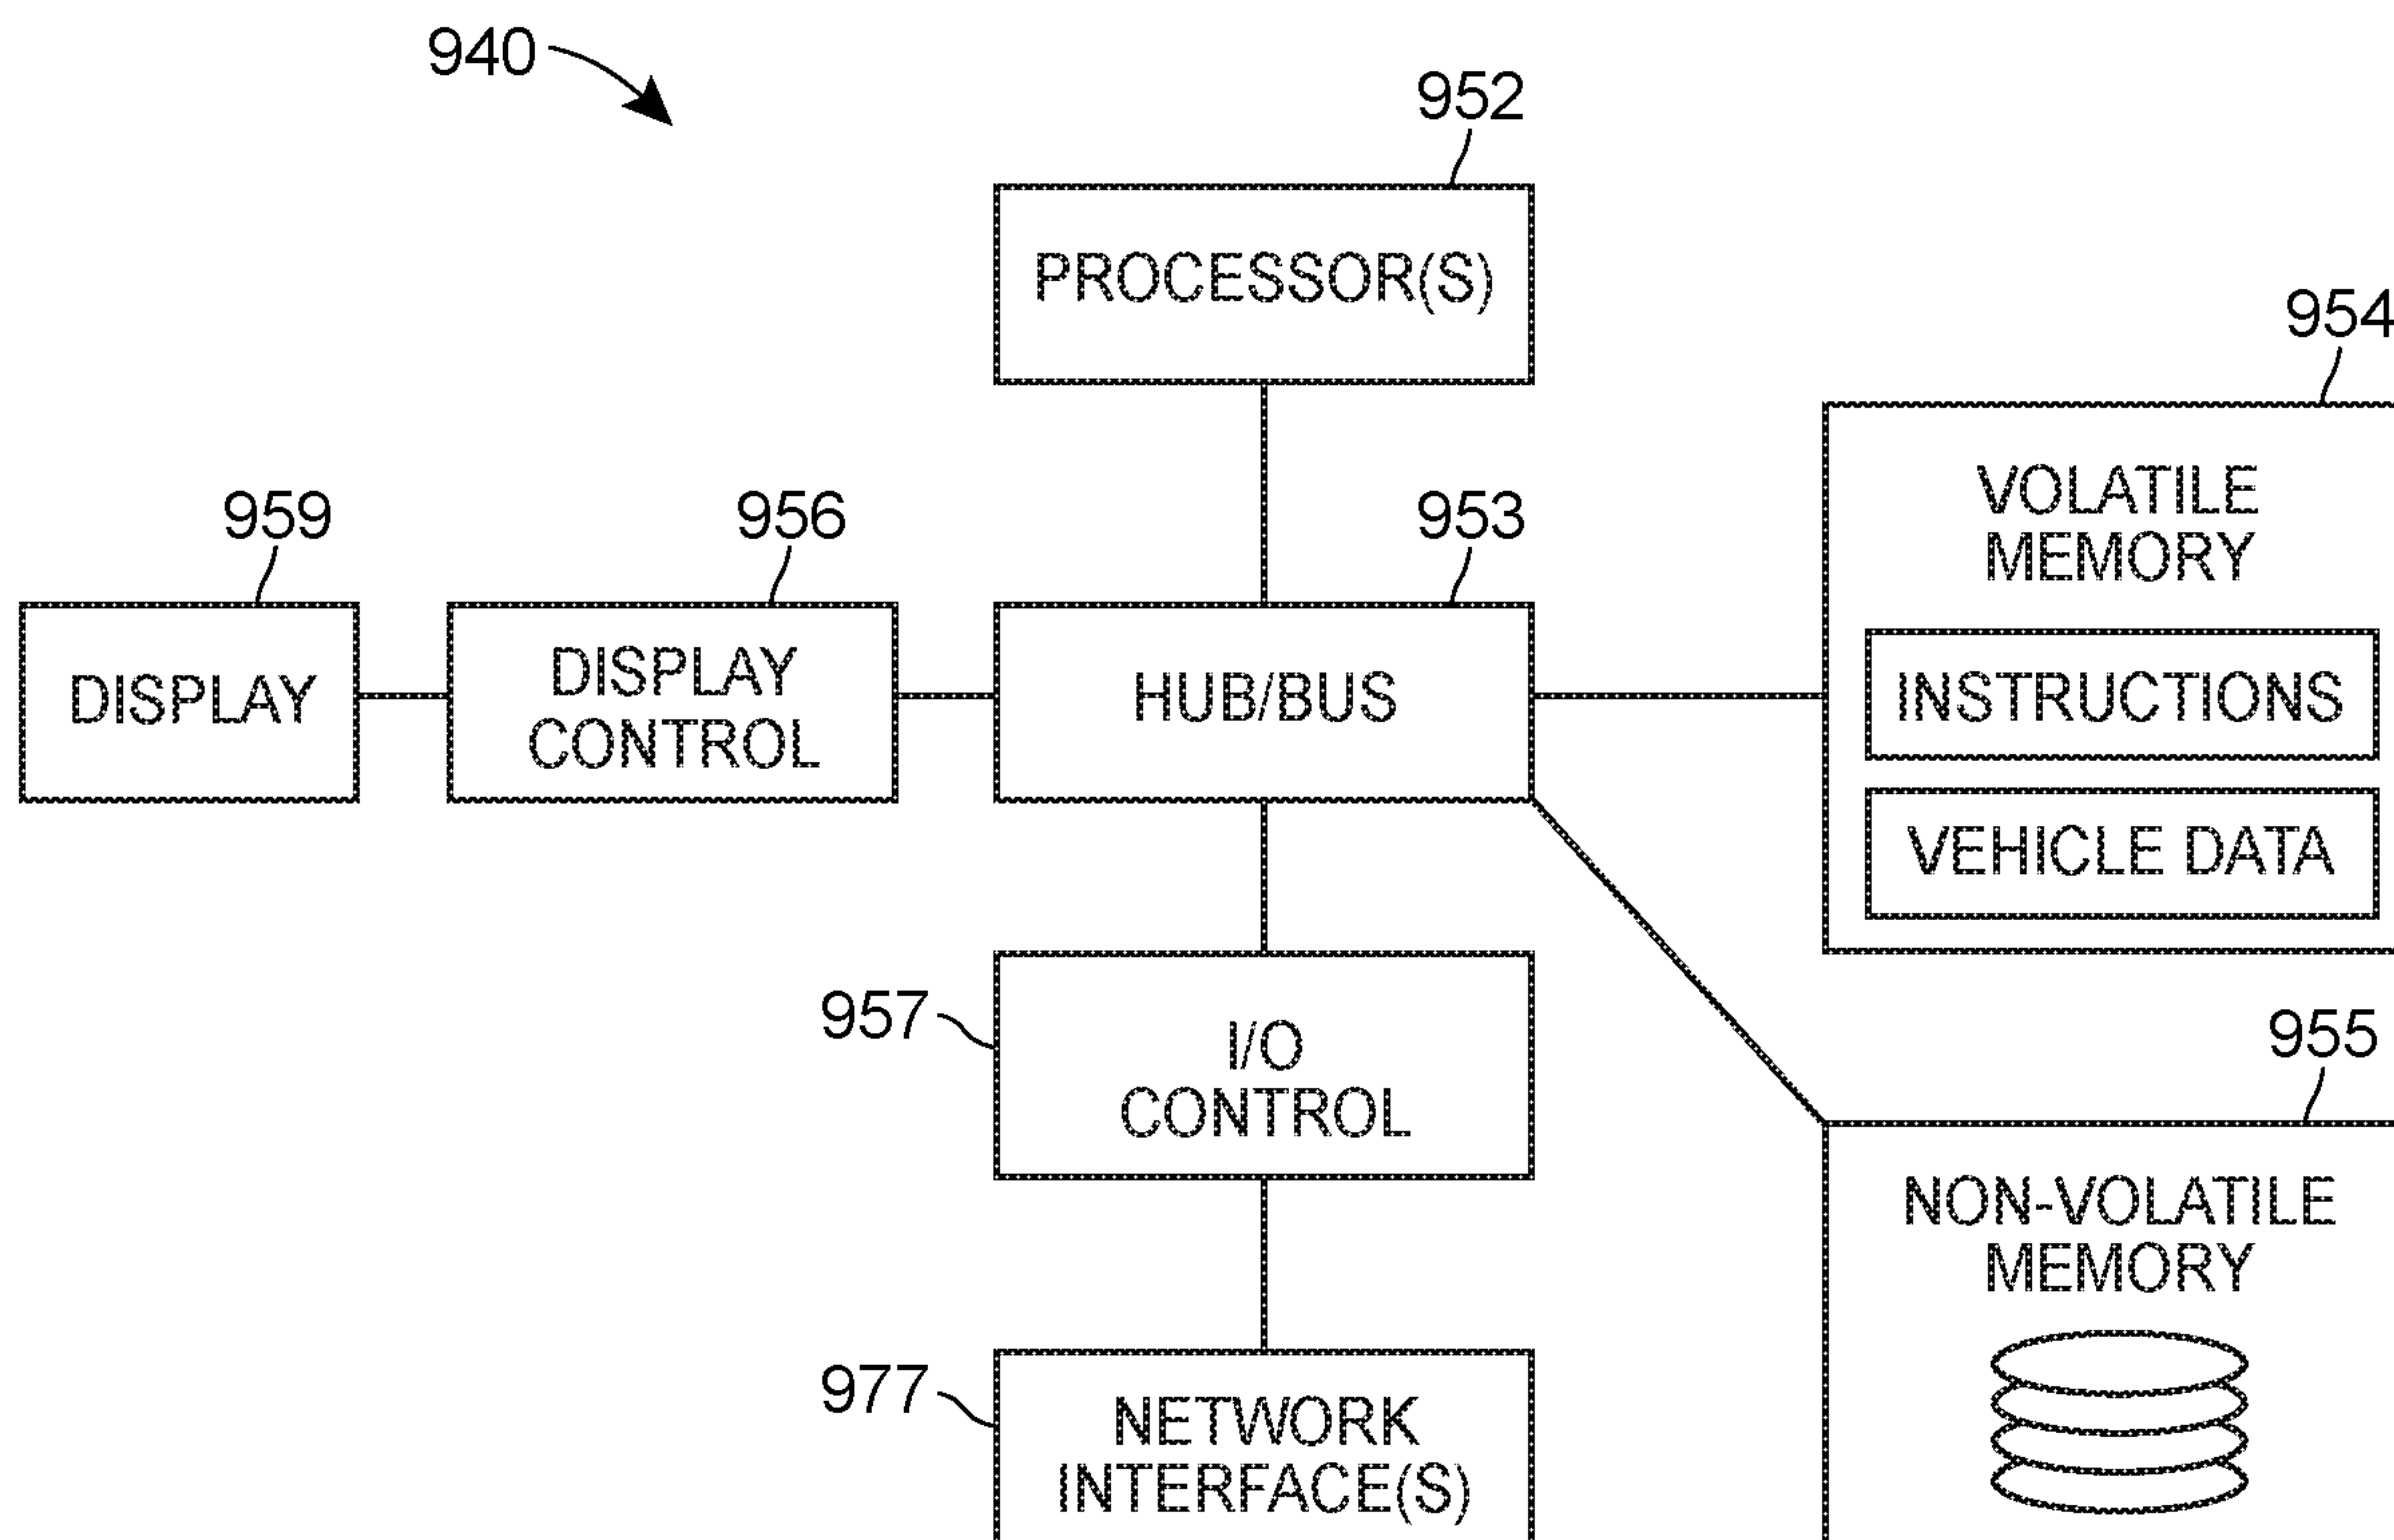 940
952
PROCESSOR(S)
954
VOLATILE
MEMORY
INSTRUCTIONS
VEHICLE DATA
959
DISPLAY
956
DISPLAY
CONTROL
953
HUB/BUS
957
I/O
CONTROL
955
NON-VOLATILE
MEMORY
977
NETWORK
INTERFACE(S)